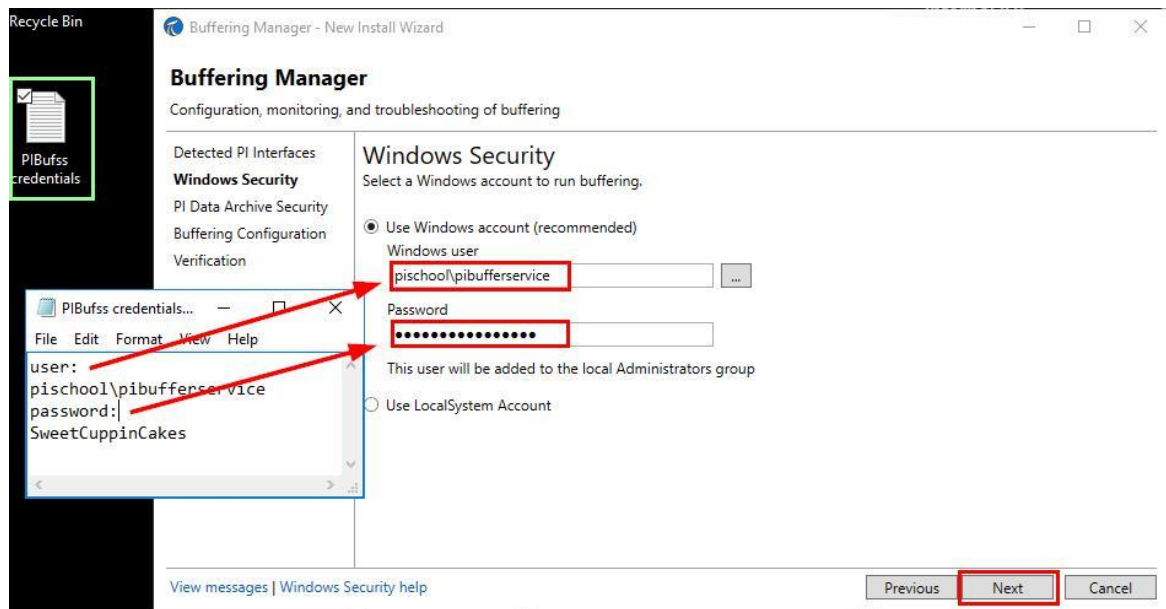 Recycle Bin
PIBufss
credentials
Buffering Manager - New Install Wizard
Buffering Manager
Configuration, monitoring, and troubleshooting of buffering
Detected PI Interfaces
Windows Security
PI Data Archive Security
Buffering Configuration
Verification
Windows Security
Select a Windows account to run buffering.
Use Windows account (recommended)
Windows user
pischool\pibufferservice
...
Password
••••••••••••••••
This user will be added to the local Administrators group
Use LocalSystem Account
PIBufss credentials...
File Edit Format View Help
user:
pischool\pibufferservice
password:
SweetCuppinCakes
View messages | Windows Security help
Previous Next Cancel